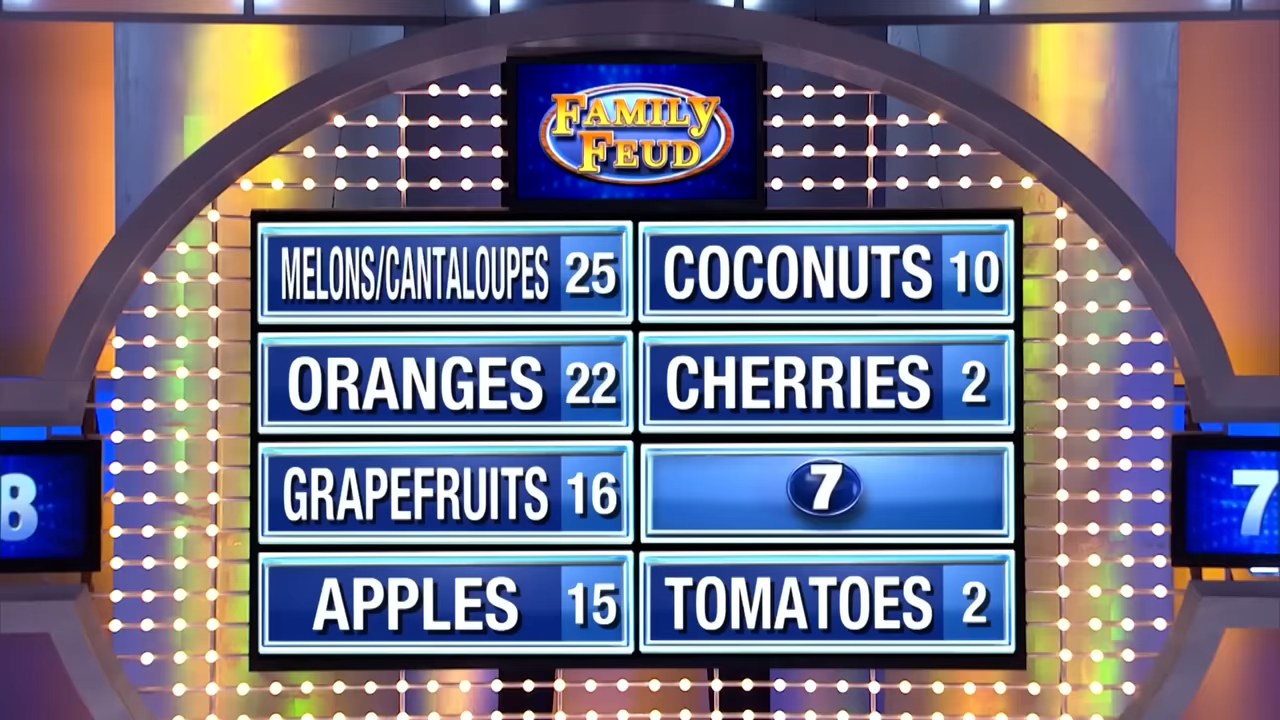 FAMILY
FEUD
MELONS/CANTALOUPES 25
COCONUTS 10
ORANGES 22
CHERRIES 2
GRAPEFRUITS 16
7
APPLES 15
TOMATOES 2
8
7